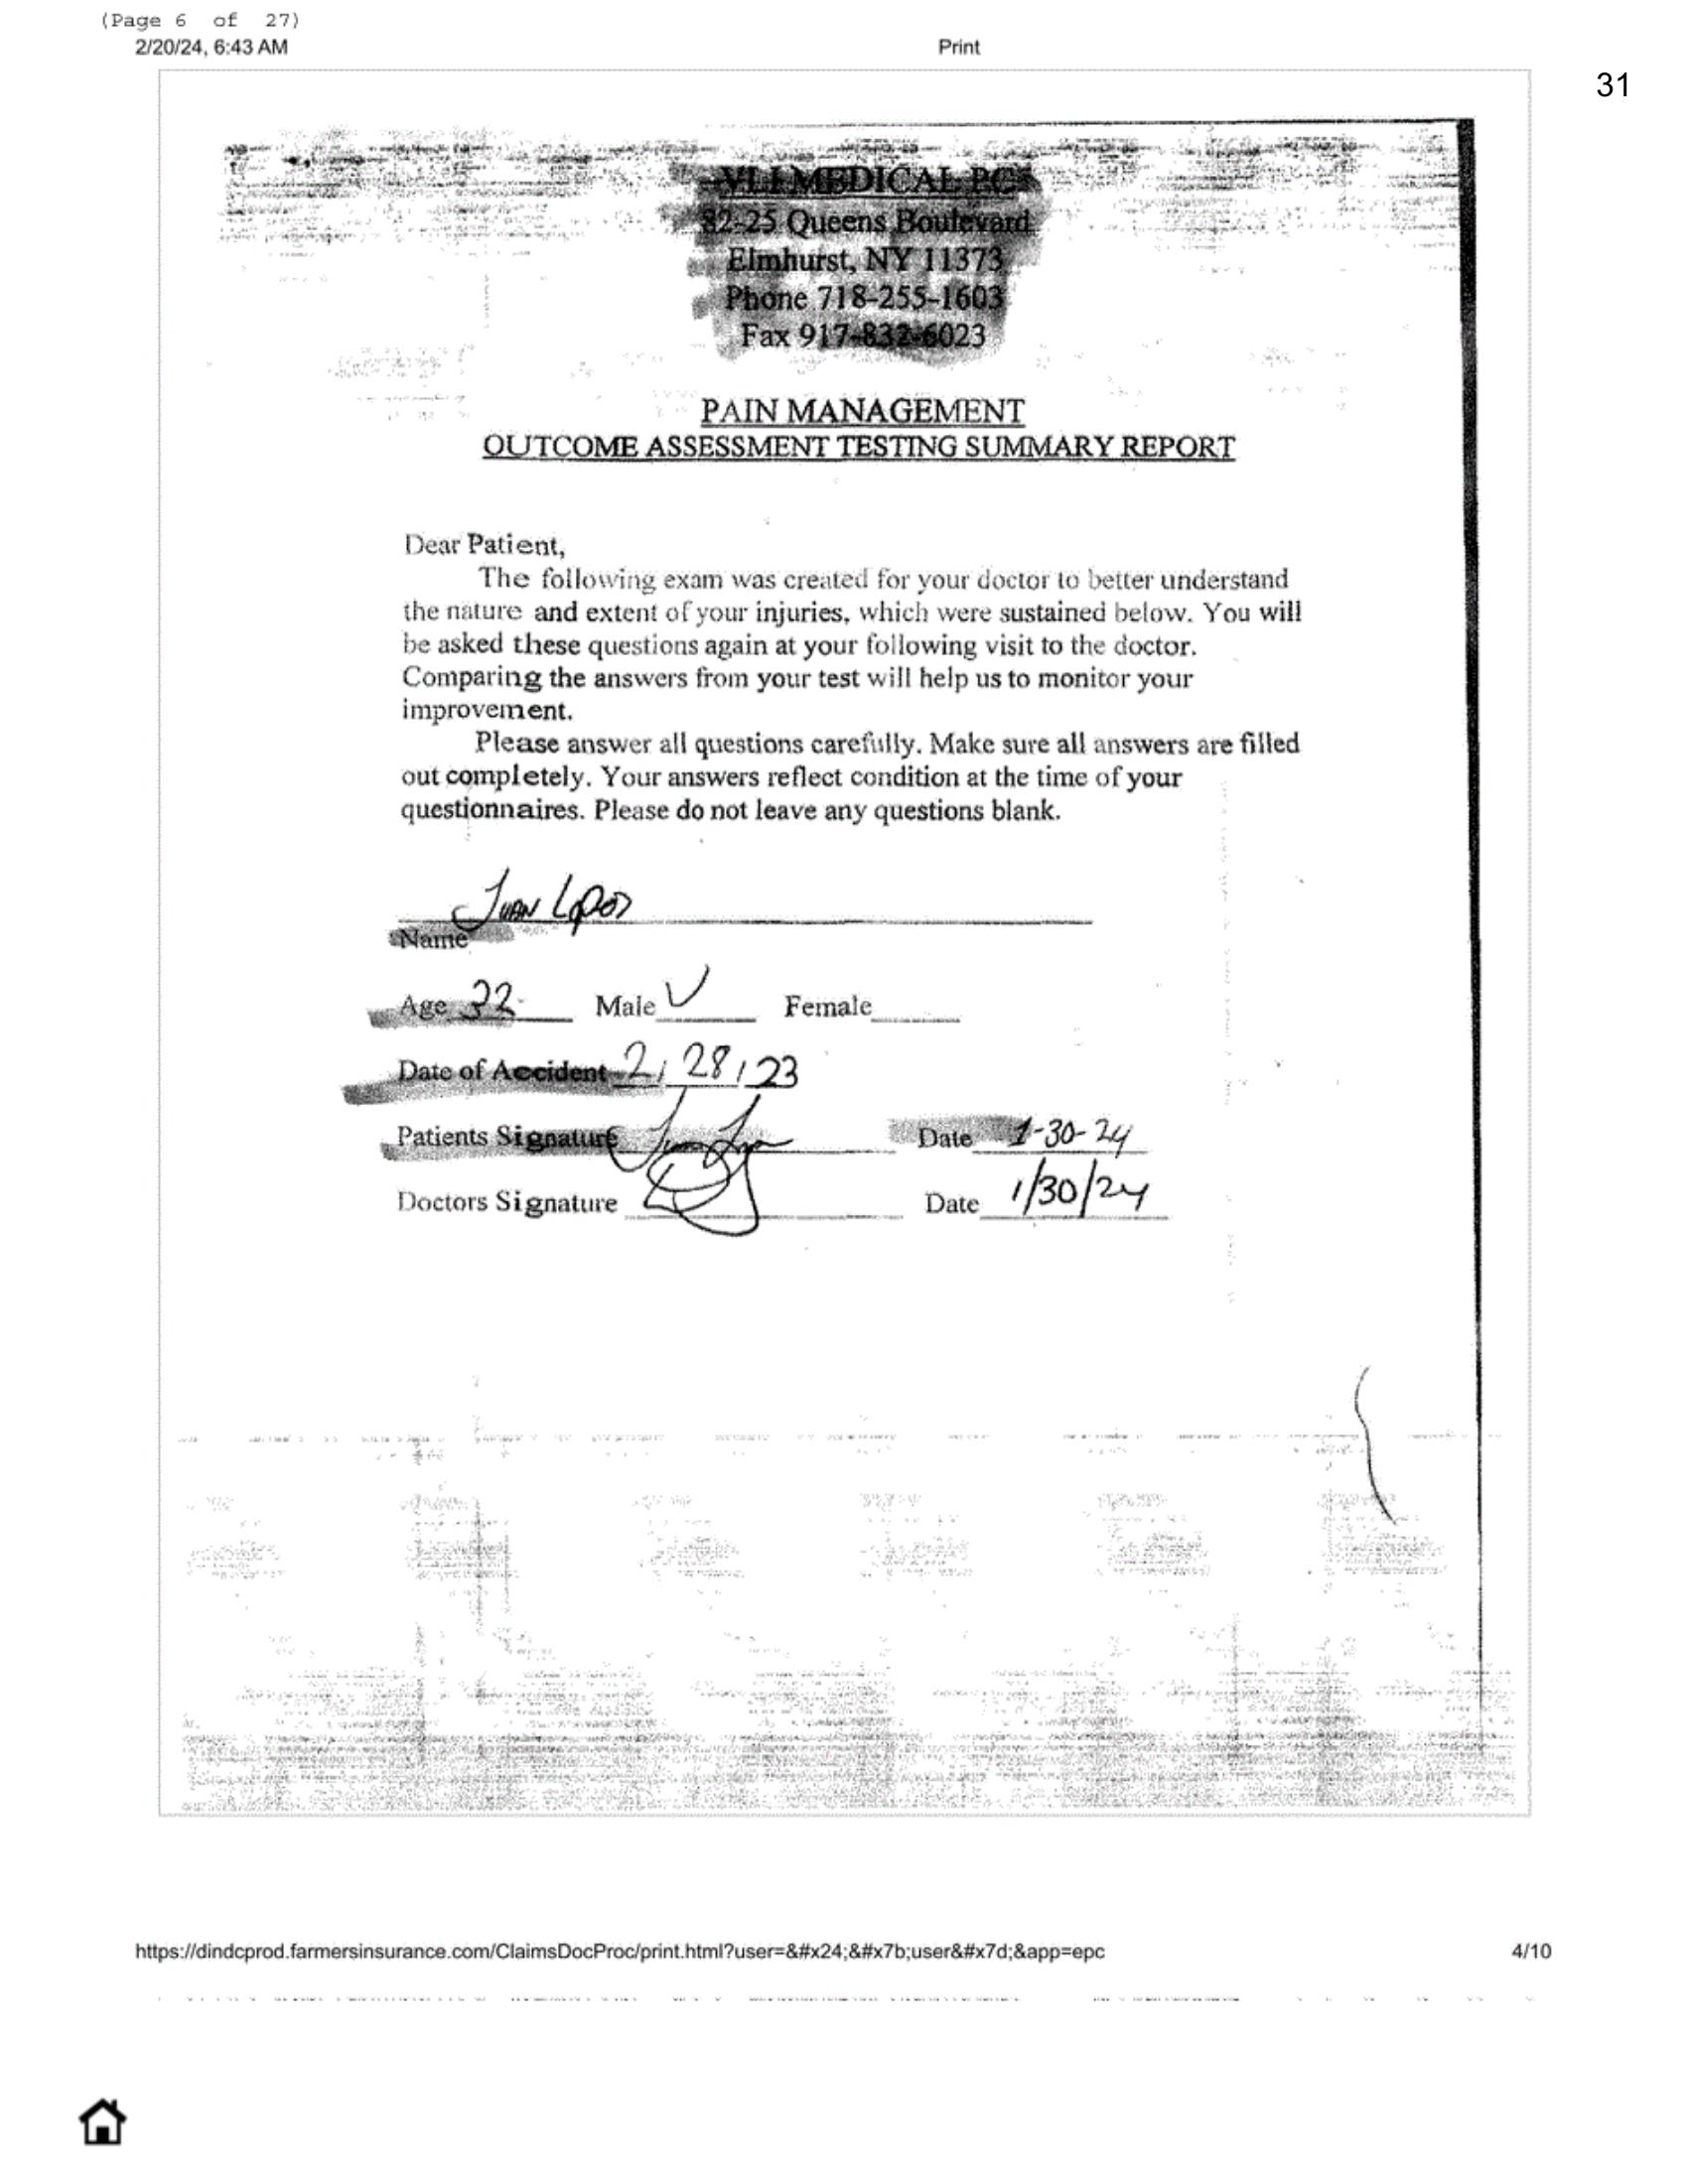 (Page 6 of 27)
2/20/24, 6:43 AM Print
31
VLI MEDICAL PC
82-25 Queens Boulevard
Elmhurst, NY 11373
Phone 718-255-1603
Fax 917-832-6023
PAIN MANAGEMENT
OUTCOME ASSESSMENT TESTING SUMMARY REPORT
Dear Patient,
The following exam was created for your doctor to better understand
the nature and extent of your injuries, which were sustained below. You will
be asked these questions again at your following visit to the doctor.
Comparing the answers from your test will help us to monitor your
improvement.
Please answer all questions carefully. Make sure all answers are filled
out completely. Your answers reflect condition at the time of your
questionnaires. Please do not leave any questions blank.
Juan Lopez
Name
Age 32 Male Female
Date of Accident 2/28/23
Patients Signature Date 1-30-24
Doctors Signature Date 1/30/24
https://dindcprod.farmersinsurance.com/ClaimsDocProc/print.html?user=&#x24;&#x7b;user&#x7d;&app=epc 4/10